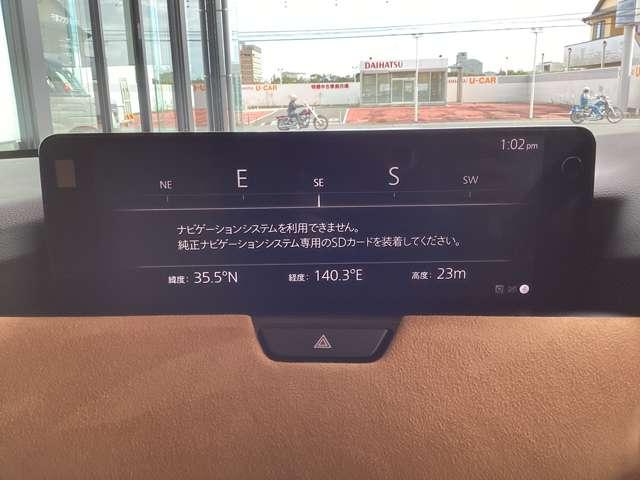 DAIHATSU
U-CAR
U-CAR
U-CAR
1:02pm
NE E SE S SW
ナビゲーションシステムを利用できません。
純正ナビゲーションシステム専用のSDカードを装着してください。
緯度: 35.5°N 経度: 140.3°E 高度: 23m